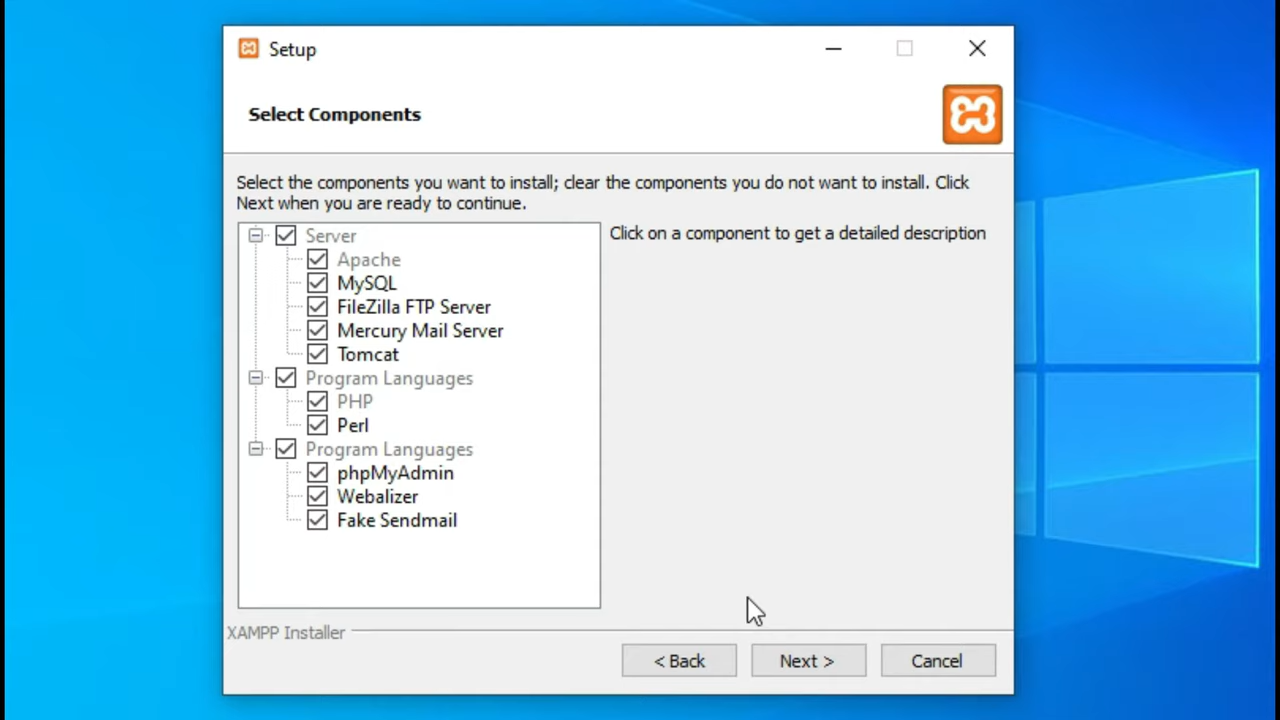 Setup
Select Components
Select the components you want to install; clear the components you do not want to install. Click
Next when you are ready to continue.
Server
Apache
MySQL
FileZilla FTP Server
Mercury Mail Server
Tomcat
Program Languages
PHP
Perl
Program Languages
phpMyAdmin
Webalizer
Fake Sendmail
Click on a component to get a detailed description
XAMPP Installer
< Back
Next >
Cancel